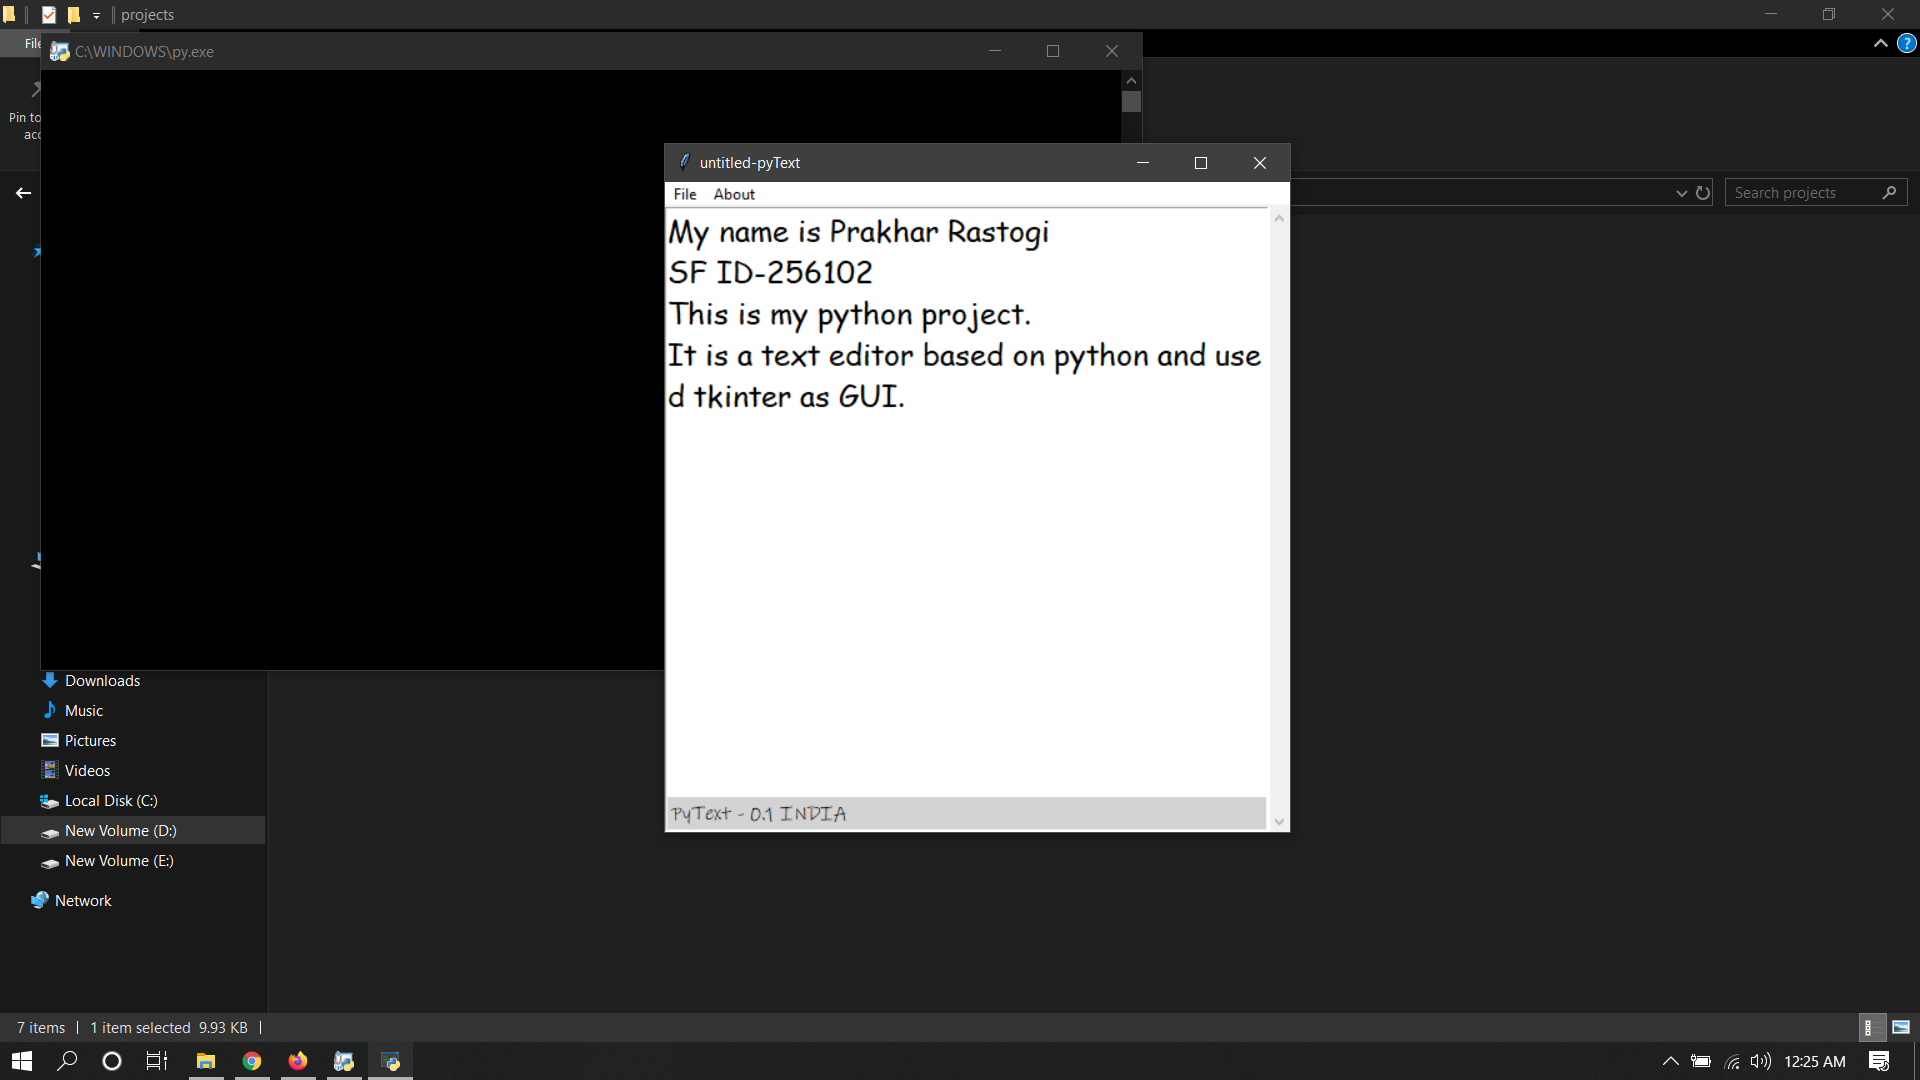 projects
File
C:\WINDOWS\py.exe
Pin to
acc
untitled-pyText
File About
Search projects
My name is Prakhar Rastogi
SF ID-256102
This is my python project.
It is a text editor based on python and use
d tkinter as GUI.
PyText - 0.1 INDIA
Downloads
Music
Pictures
Videos
Local Disk (C:)
New Volume (D:)
New Volume (E:)
Network
7 items 1 item selected 9.93 KB
12:25 AM